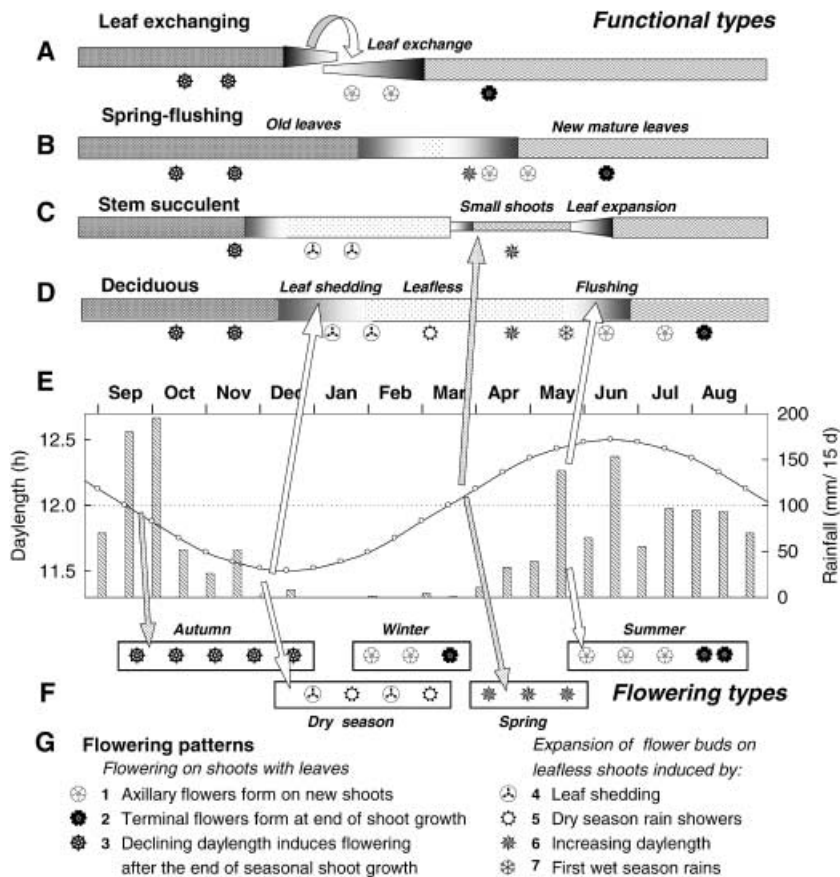 Leaf exchanging
Functional types
A
Leaf exchange
Spring-flushing
Old leaves
New mature leaves
B
C
Stem succulent
Small shoots
Leaf expansion
D
Deciduous
Leaf shedding
Leafless
Flushing
E
Sep Oct Nov Dec Jan Feb Mar Apr May Jun Jul Aug
Daylength (h)
12.5
12.0
11.5
200
150
100
50
0
Rainfall (mm/ 15 d)
Autumn
Winter
Summer
F
Flowering types
Dry season
Spring
G Flowering patterns
Flowering on shoots with leaves
1 Axillary flowers form on new shoots
2 Terminal flowers form at end of shoot growth
3 Declining daylength induces flowering
after the end of seasonal shoot growth
Expansion of flower buds on
leafless shoots induced by:
4 Leaf shedding
5 Dry season rain showers
6 Increasing daylength
7 First wet season rains